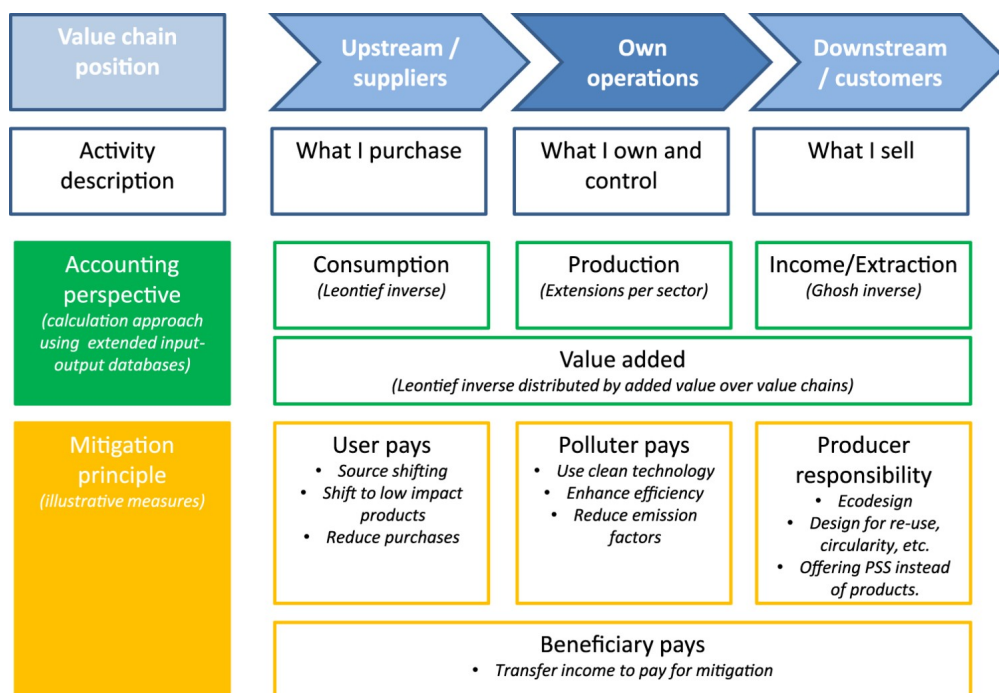 Value chain
position
Upstream /
suppliers
Own
operations
Downstream
/ customers
Activity
description
What I purchase
What I own and
control
What I sell
Accounting
perspective
(calculation approach
using extended input-
output databases)
Consumption
(Leontief inverse)
Production
(Extensions per sector)
Income/Extraction
(Ghosh inverse)
Value added
(Leontief inverse distributed by added value over value chains)
Mitigation
principle
(illustrative measures)
User pays
• Source shifting
• Shift to low impact
products
• Reduce purchases
Polluter pays
• Use clean technology
• Enhance efficiency
• Reduce emission
factors
Producer
responsibility
• Ecodesign
• Design for re-use,
circularity, etc.
• Offering PSS instead
of products.
Beneficiary pays
• Transfer income to pay for mitigation